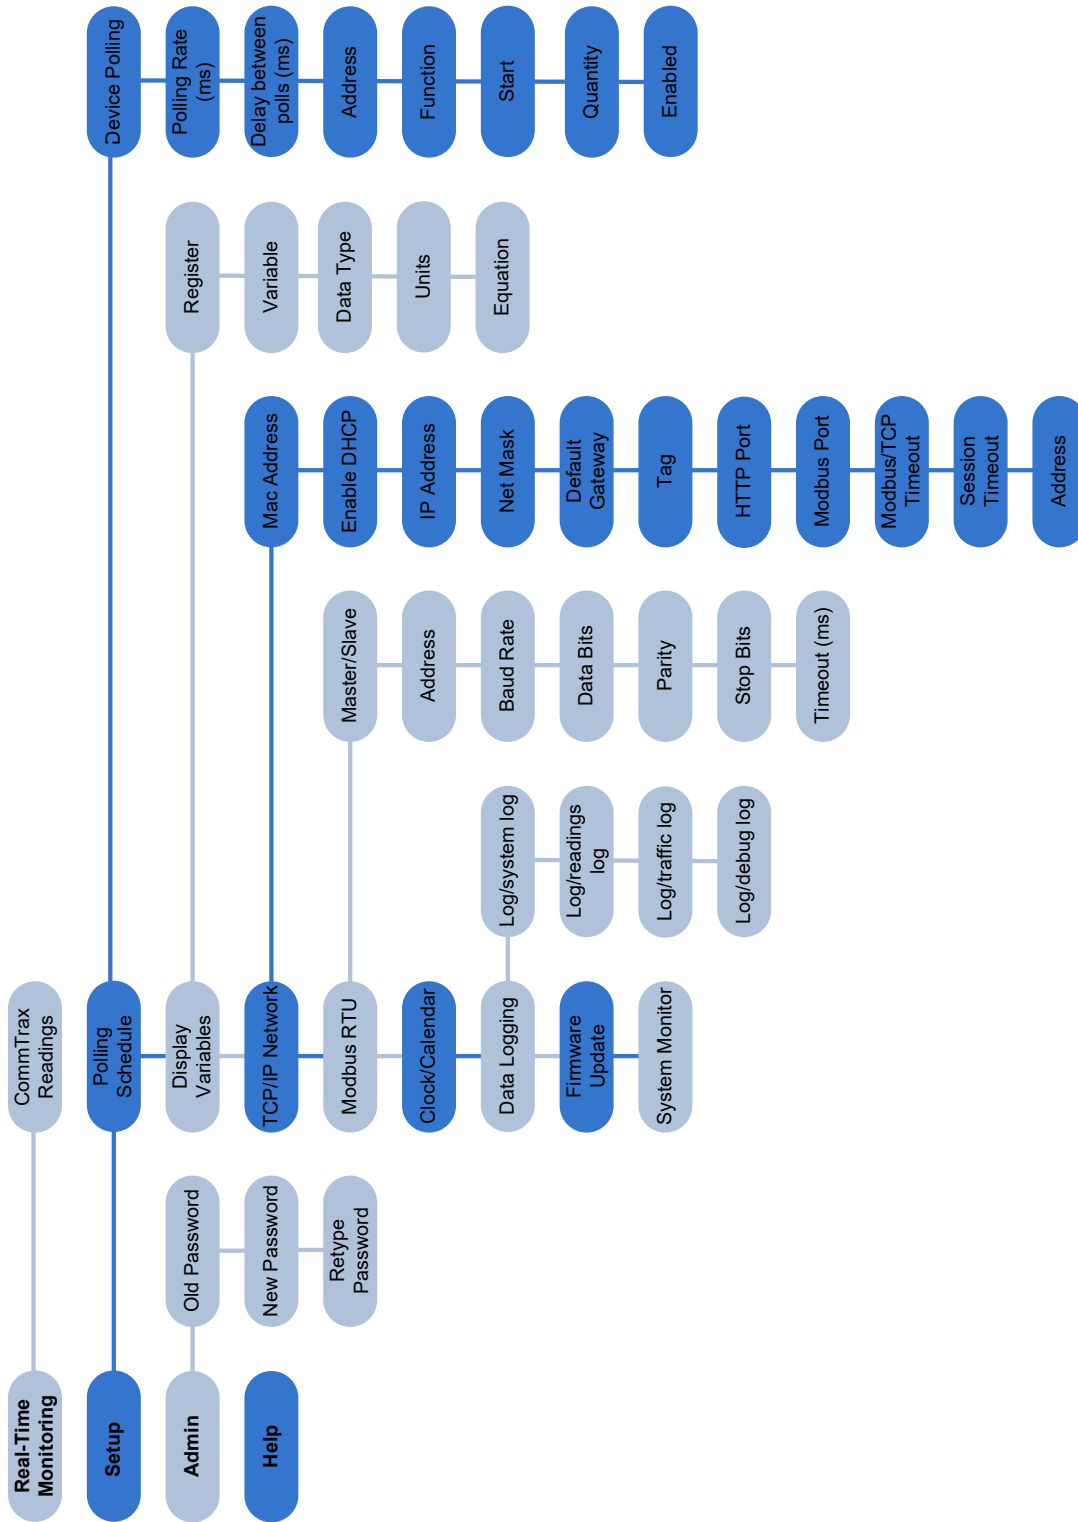 Real-Time
Monitoring
CommTrax
Readings
Setup
Polling
Schedule
Device Polling
Polling Rate
(ms)
Delay between
polls (ms)
Address
Function
Start
Quantity
Enabled
Display
Variables
Register
Variable
Data Type
Units
Equation
TCP/IP Network
Mac Address
Enable DHCP
IP Address
Net Mask
Default
Gateway
Tag
HTTP Port
Modbus Port
Modbus/TCP
Timeout
Session
Timeout
Address
Modbus RTU
Master/Slave
Address
Baud Rate
Data Bits
Parity
Stop Bits
Timeout (ms)
Clock/Calendar
Data Logging
Log/system log
Log/readings
log
Log/traffic log
Log/debug log
Firmware
Update
System Monitor
Admin
Old Password
New Password
Retype
Password
Help